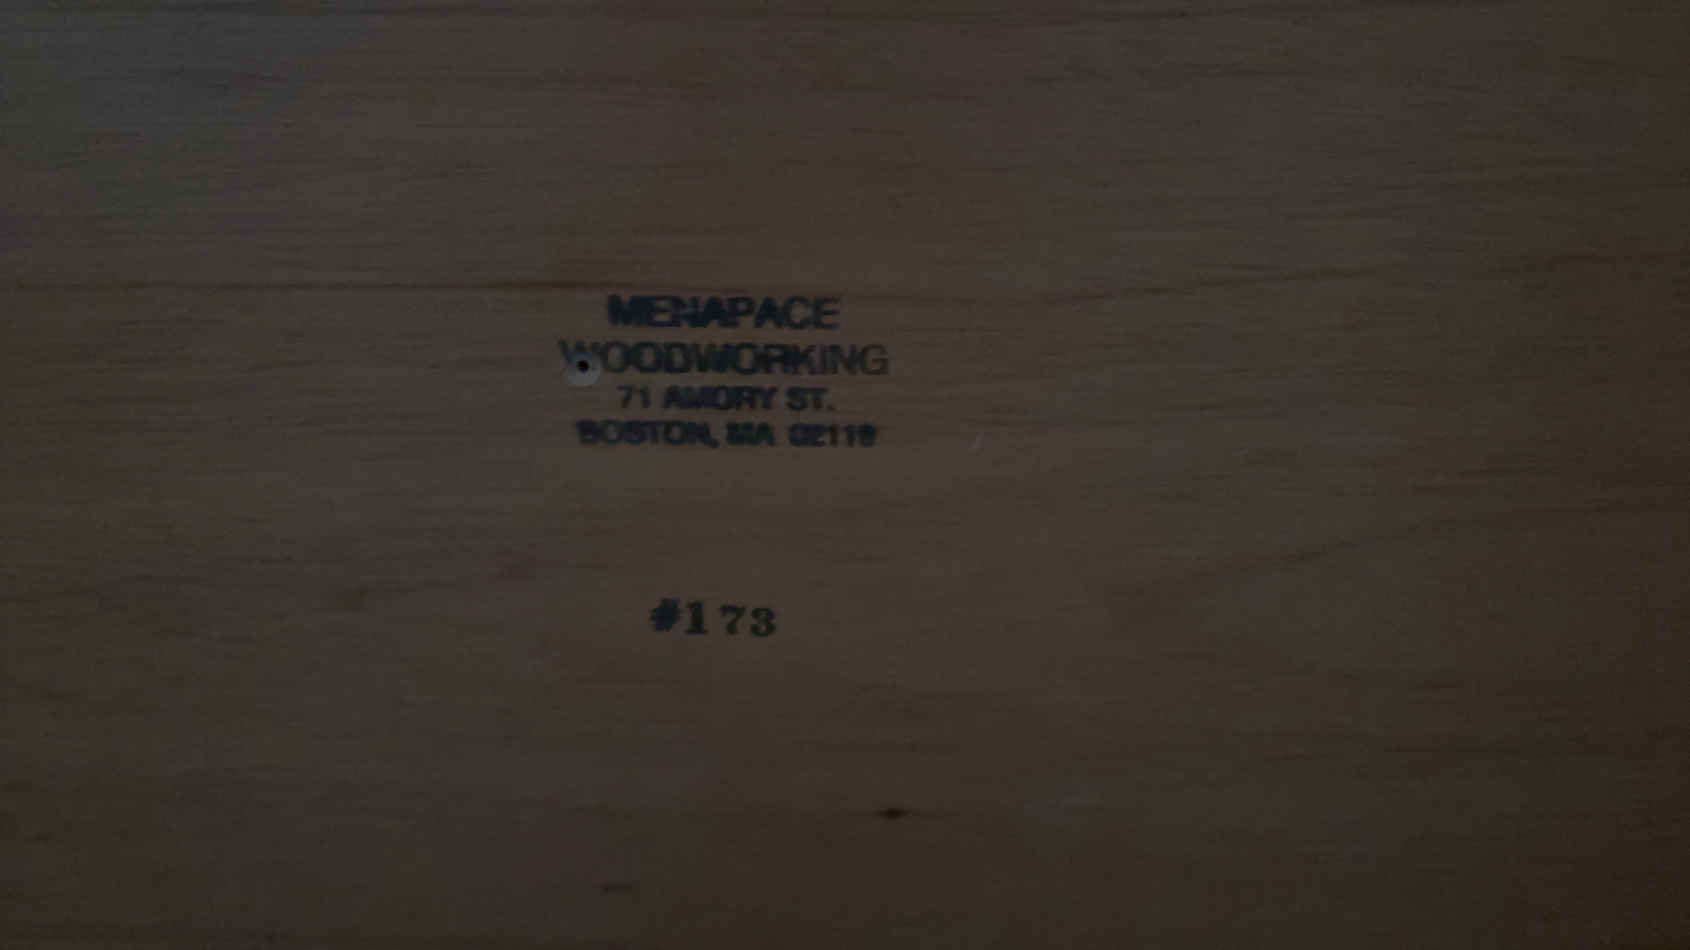 MENAPACE
WOODWORKING
71 AMORY ST.
BOSTON, MA 02119
#173